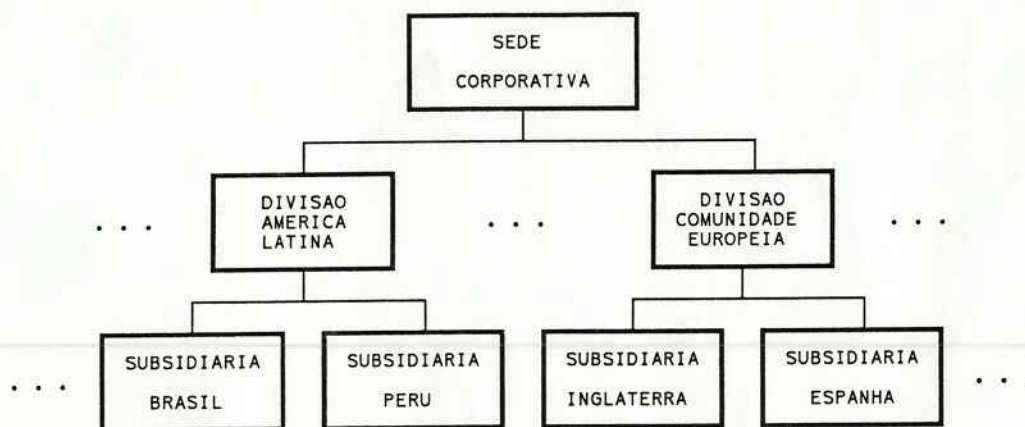 SEDE
CORPORATIVA
. . .
DIVISAO
AMERICA
LATINA
. . .
DIVISAO
COMUNIDADE
EUROPEIA
. . .
. . .
SUBSIDIARIA
BRASIL
SUBSIDIARIA
PERU
SUBSIDIARIA
INGLATERRA
SUBSIDIARIA
ESPANHA
. .